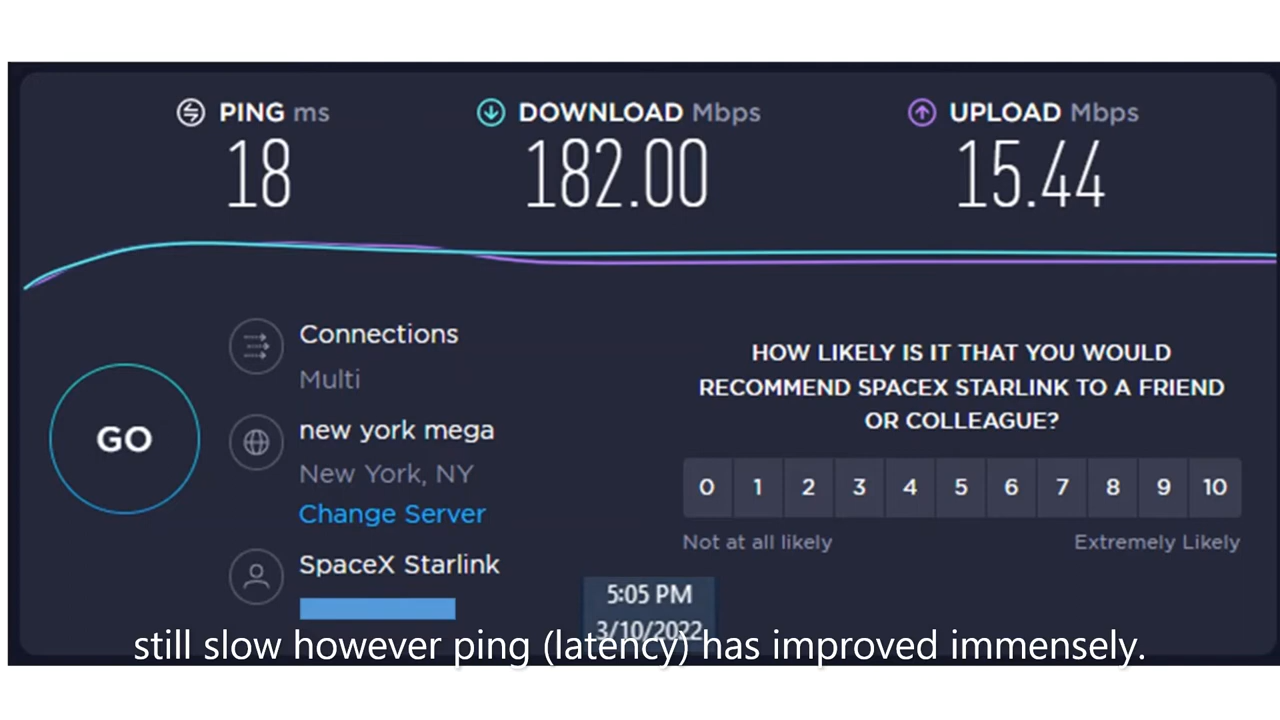 PING ms
18
DOWNLOAD Mbps
182.00
UPLOAD Mbps
15.44
GO
Connections
Multi
new york mega
New York, NY
Change Server
SpaceX Starlink
HOW LIKELY IS IT THAT YOU WOULD
RECOMMEND SPACEX STARLINK TO A FRIEND
OR COLLEAGUE?
0 1 2 3 4 5 6 7 8 9 10
Not at all likely Extremely Likely
5:05 PM
3/10/2022
still slow however ping (latency) has improved immensely.